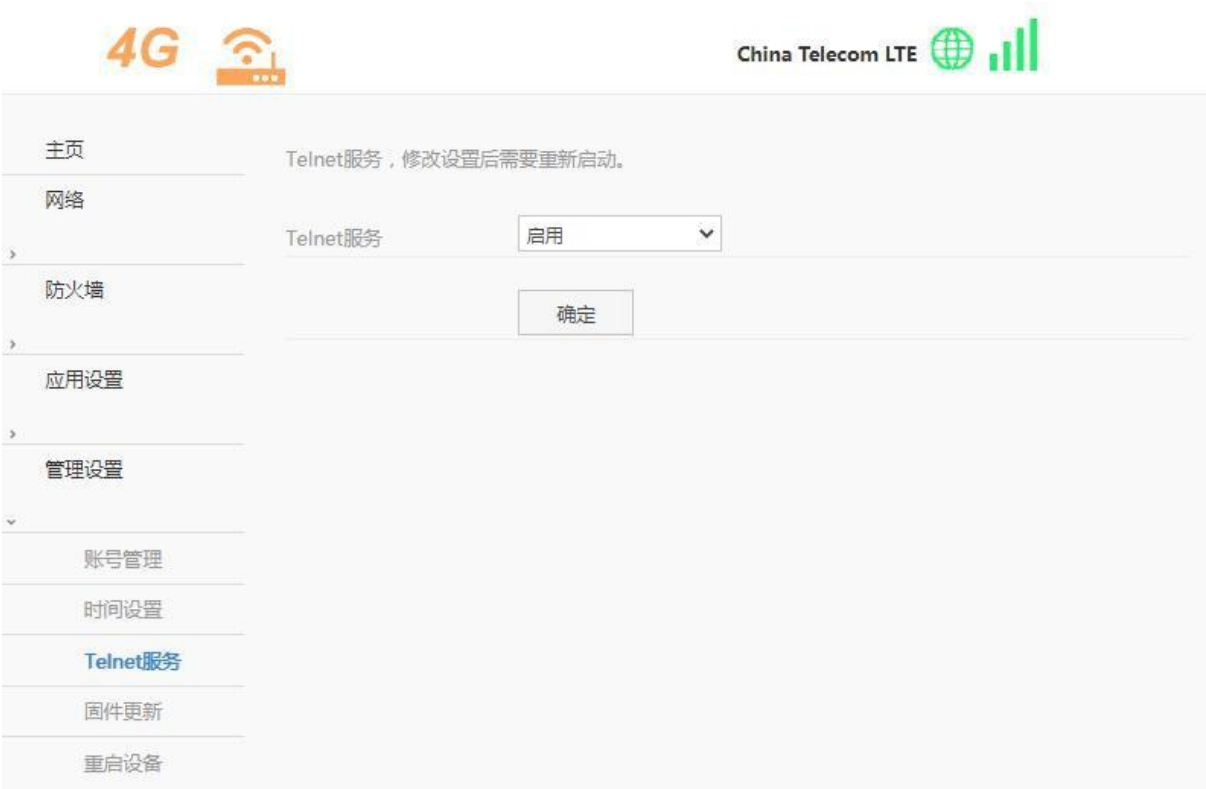 4G
China Telecom LTE
主页
网络
防火墙
应用设置
管理设置
账号管理
时间设置
Telnet服务
固件更新
重启设备
Telnet服务，修改设置后需要重新启动。
Telnet服务 启用
确定